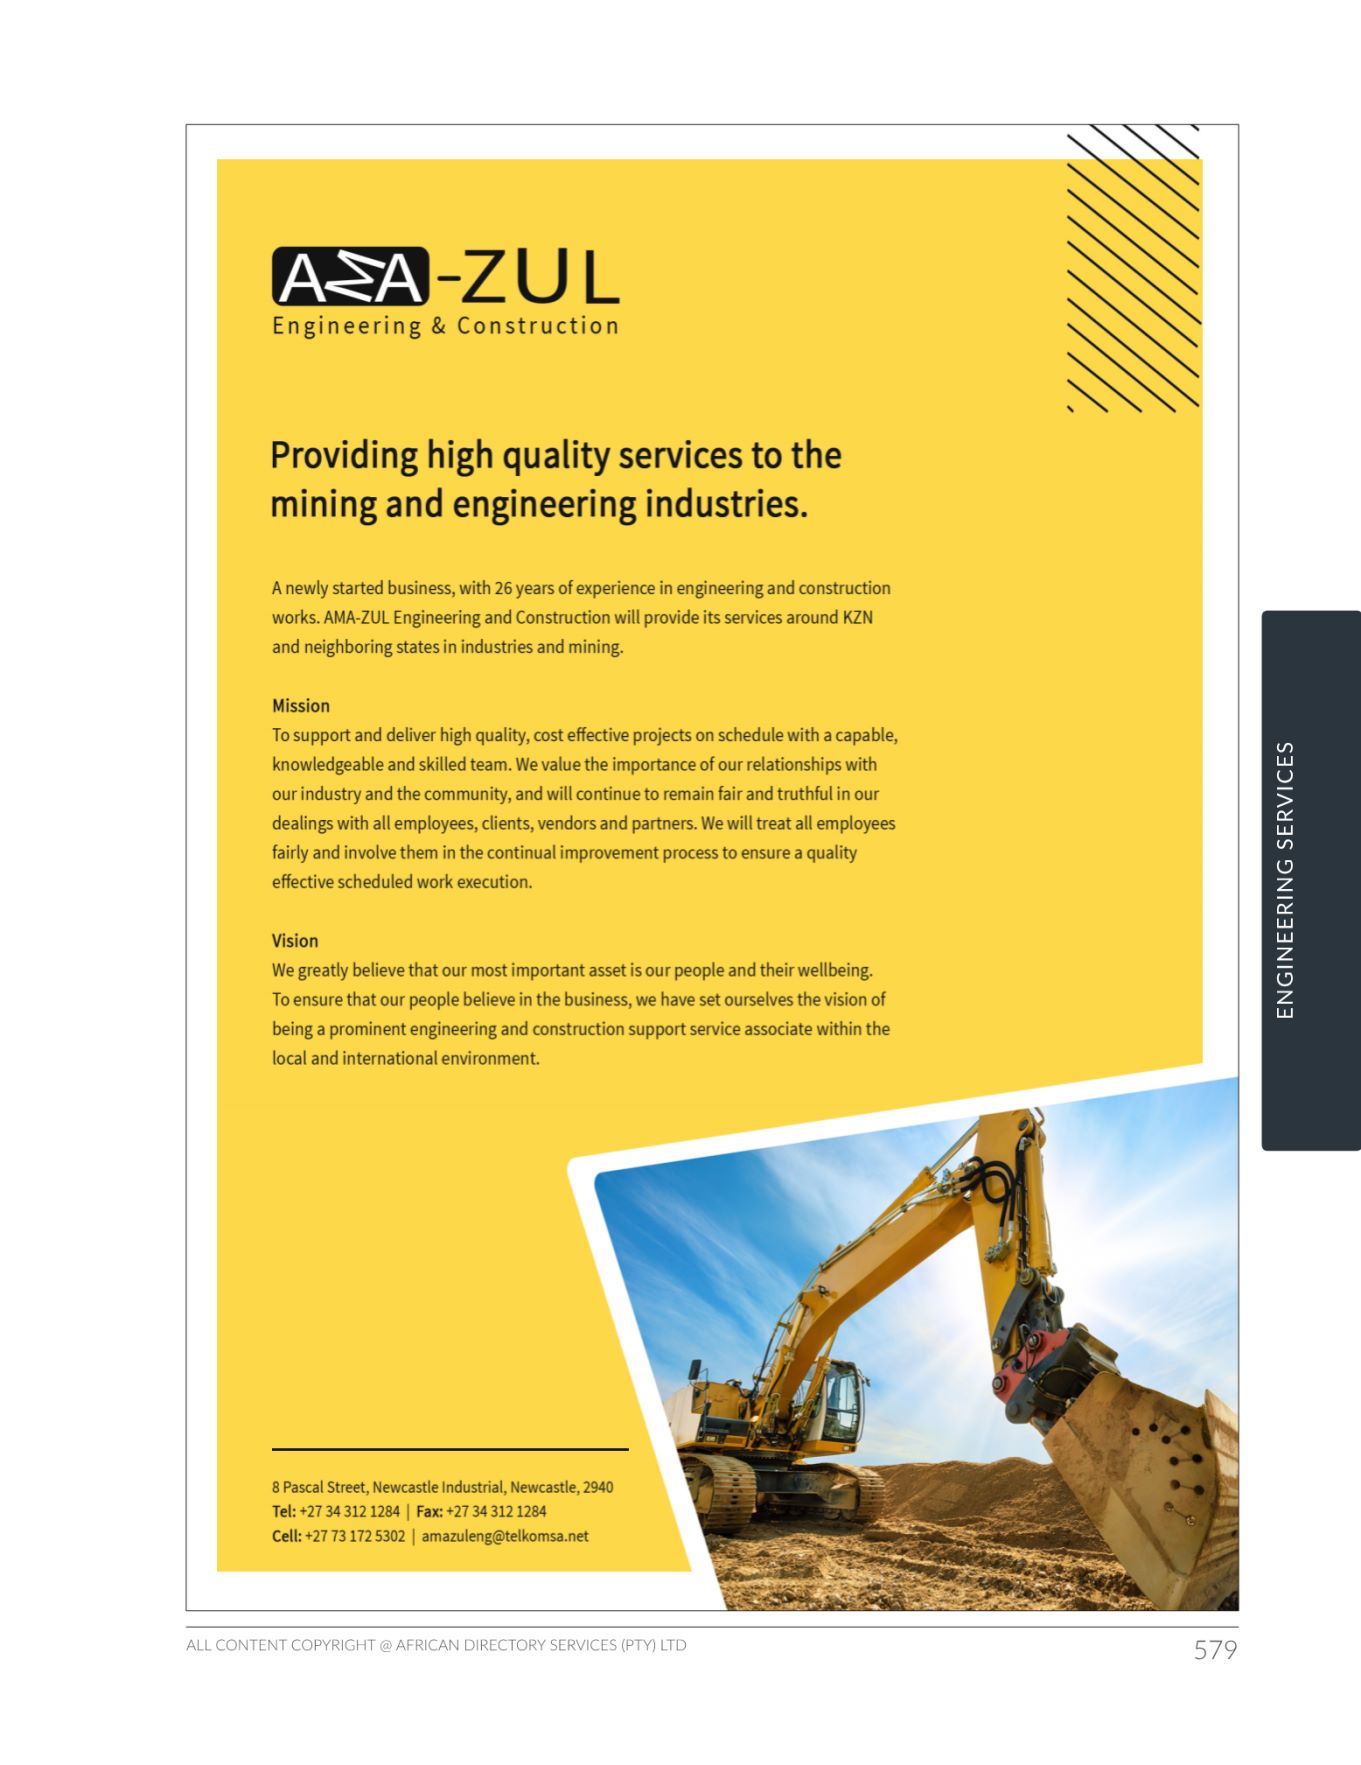 AMA-ZUL
Engineering & Construction
Providing high quality services to the
mining and engineering industries.
A newly started business, with 26 years of experience in engineering and construction
works. AMA-ZUL Engineering and Construction will provide its services around KZN
and neighboring states in industries and mining.
Mission
To support and deliver high quality, cost effective projects on schedule with a capable,
knowledgeable and skilled team. We value the importance of our relationships with
our industry and the community, and will continue to remain fair and truthful in our
dealings with all employees, clients, vendors and partners. We will treat all employees
fairly and involve them in the continual improvement process to ensure a quality
effective scheduled work execution.
Vision
We greatly believe that our most important asset is our people and their wellbeing.
To ensure that our people believe in the business, we have set ourselves the vision of
being a prominent engineering and construction support service associate within the
local and international environment.
8 Pascal Street, Newcastle Industrial, Newcastle, 2940
Tel: +27 34 312 1284 | Fax: +27 34 312 1284
Cell: +27 73 172 5302 | amazuleng@telkomsa.net
ENGINEERING SERVICES
ALL CONTENT COPYRIGHT @ AFRICAN DIRECTORY SERVICES (PTY) LTD
579